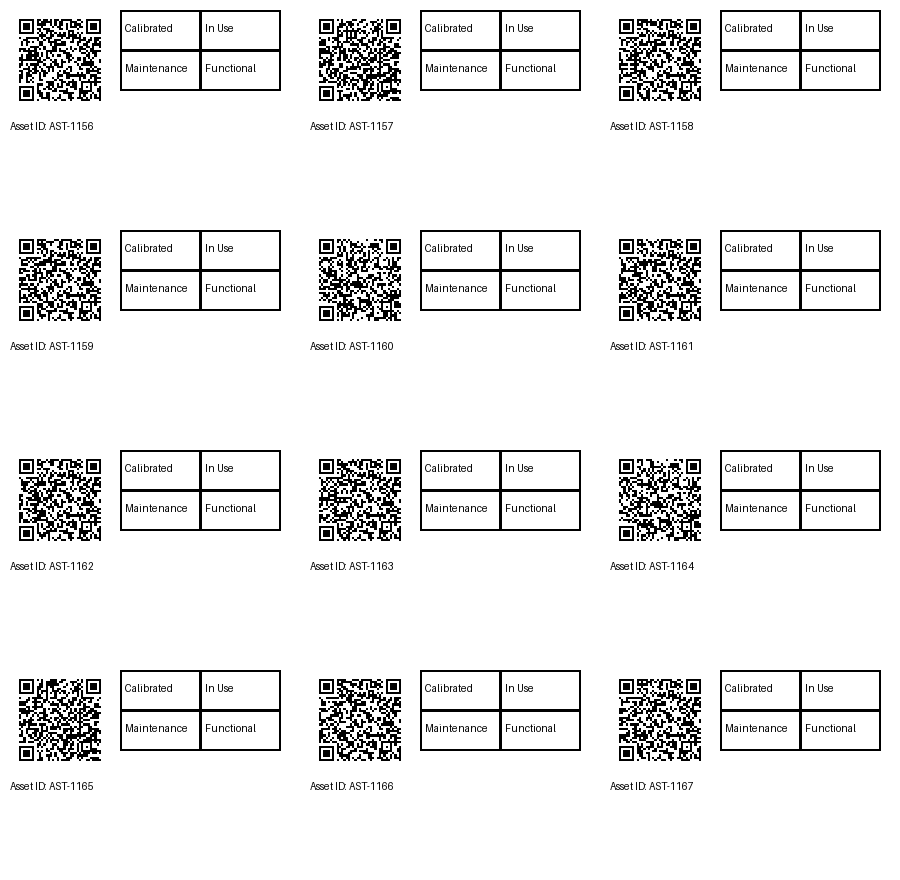 Calibrated In Use Calibrated In Use Calibrated In Use
Maintenance Functional Maintenance Functional Maintenance Functional
Asset ID: AST-1156 Asset ID: AST-1157 Asset ID: AST-1158
Calibrated In Use Calibrated In Use Calibrated In Use
Maintenance Functional Maintenance Functional Maintenance Functional
Asset ID: AST-1159 Asset ID: AST-1160 Asset ID: AST-1161
Calibrated In Use Calibrated In Use Calibrated In Use
Maintenance Functional Maintenance Functional Maintenance Functional
Asset ID: AST-1162 Asset ID: AST-1163 Asset ID: AST-1164
Calibrated In Use Calibrated In Use Calibrated In Use
Maintenance Functional Maintenance Functional Maintenance Functional
Asset ID: AST-1165 Asset ID: AST-1166 Asset ID: AST-1167